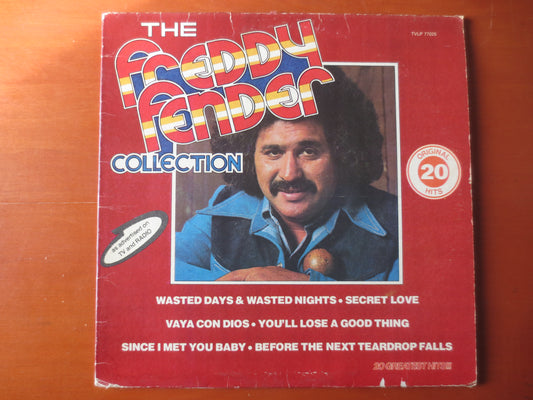 THE
TVLP 77025
FREDDY
FENDER
COLLECTION
ORIGINAL
20
HITS
as advertised on
TV and RADIO
WASTED DAYS & WASTED NIGHTS • SECRET LOVE
VAYA CON DIOS • YOU'LL LOSE A GOOD THING
SINCE I MET YOU BABY • BEFORE THE NEXT TEARDROP FALLS
20 GREATEST HITS!!!